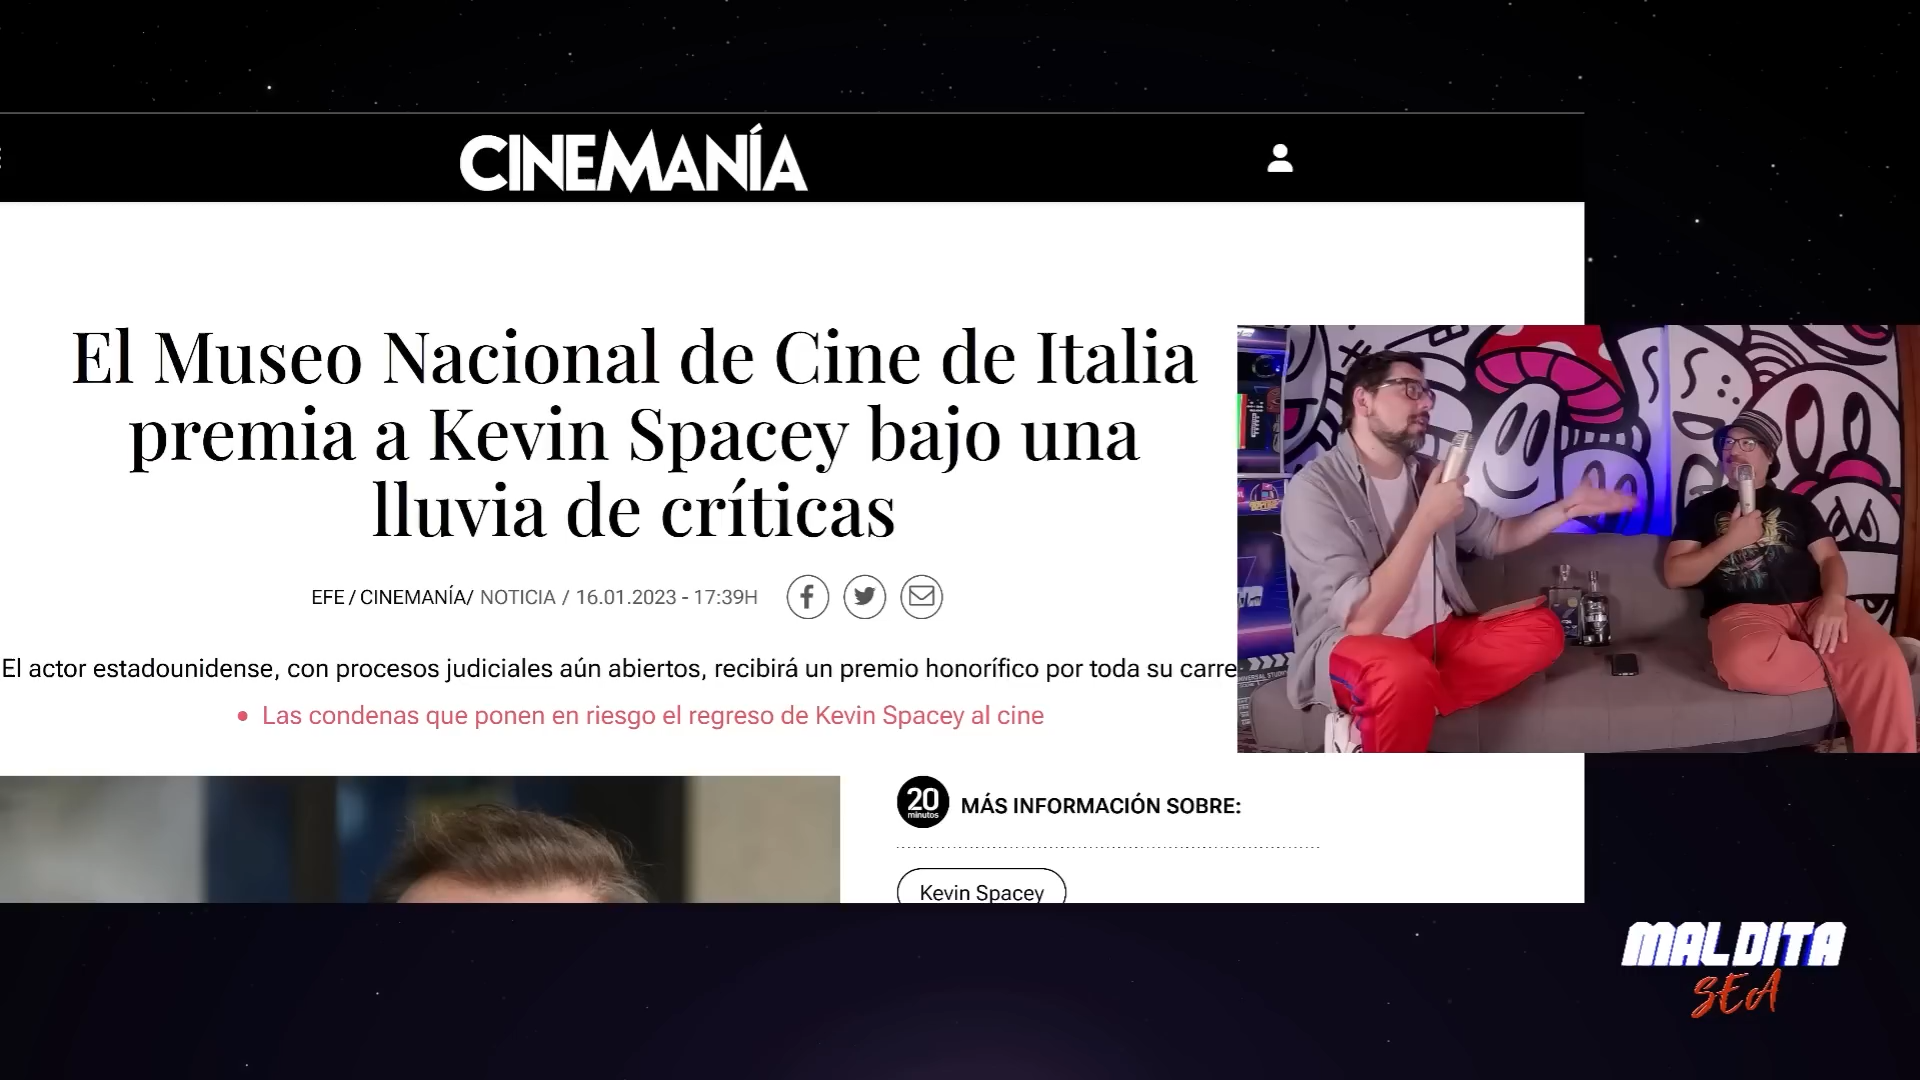 CINEMANÍA
El Museo Nacional de Cine de Italia
premia a Kevin Spacey bajo una
lluvia de críticas
EFE / CINEMANÍA/ NOTICIA / 16.01.2023 - 17:39H
El actor estadounidense, con procesos judiciales aún abiertos, recibirá un premio honorífico por toda su carre
• Las condenas que ponen en riesgo el regreso de Kevin Spacey al cine
20
minutos
MÁS INFORMACIÓN SOBRE:
Kevin Spacey
MALDITA
SEA